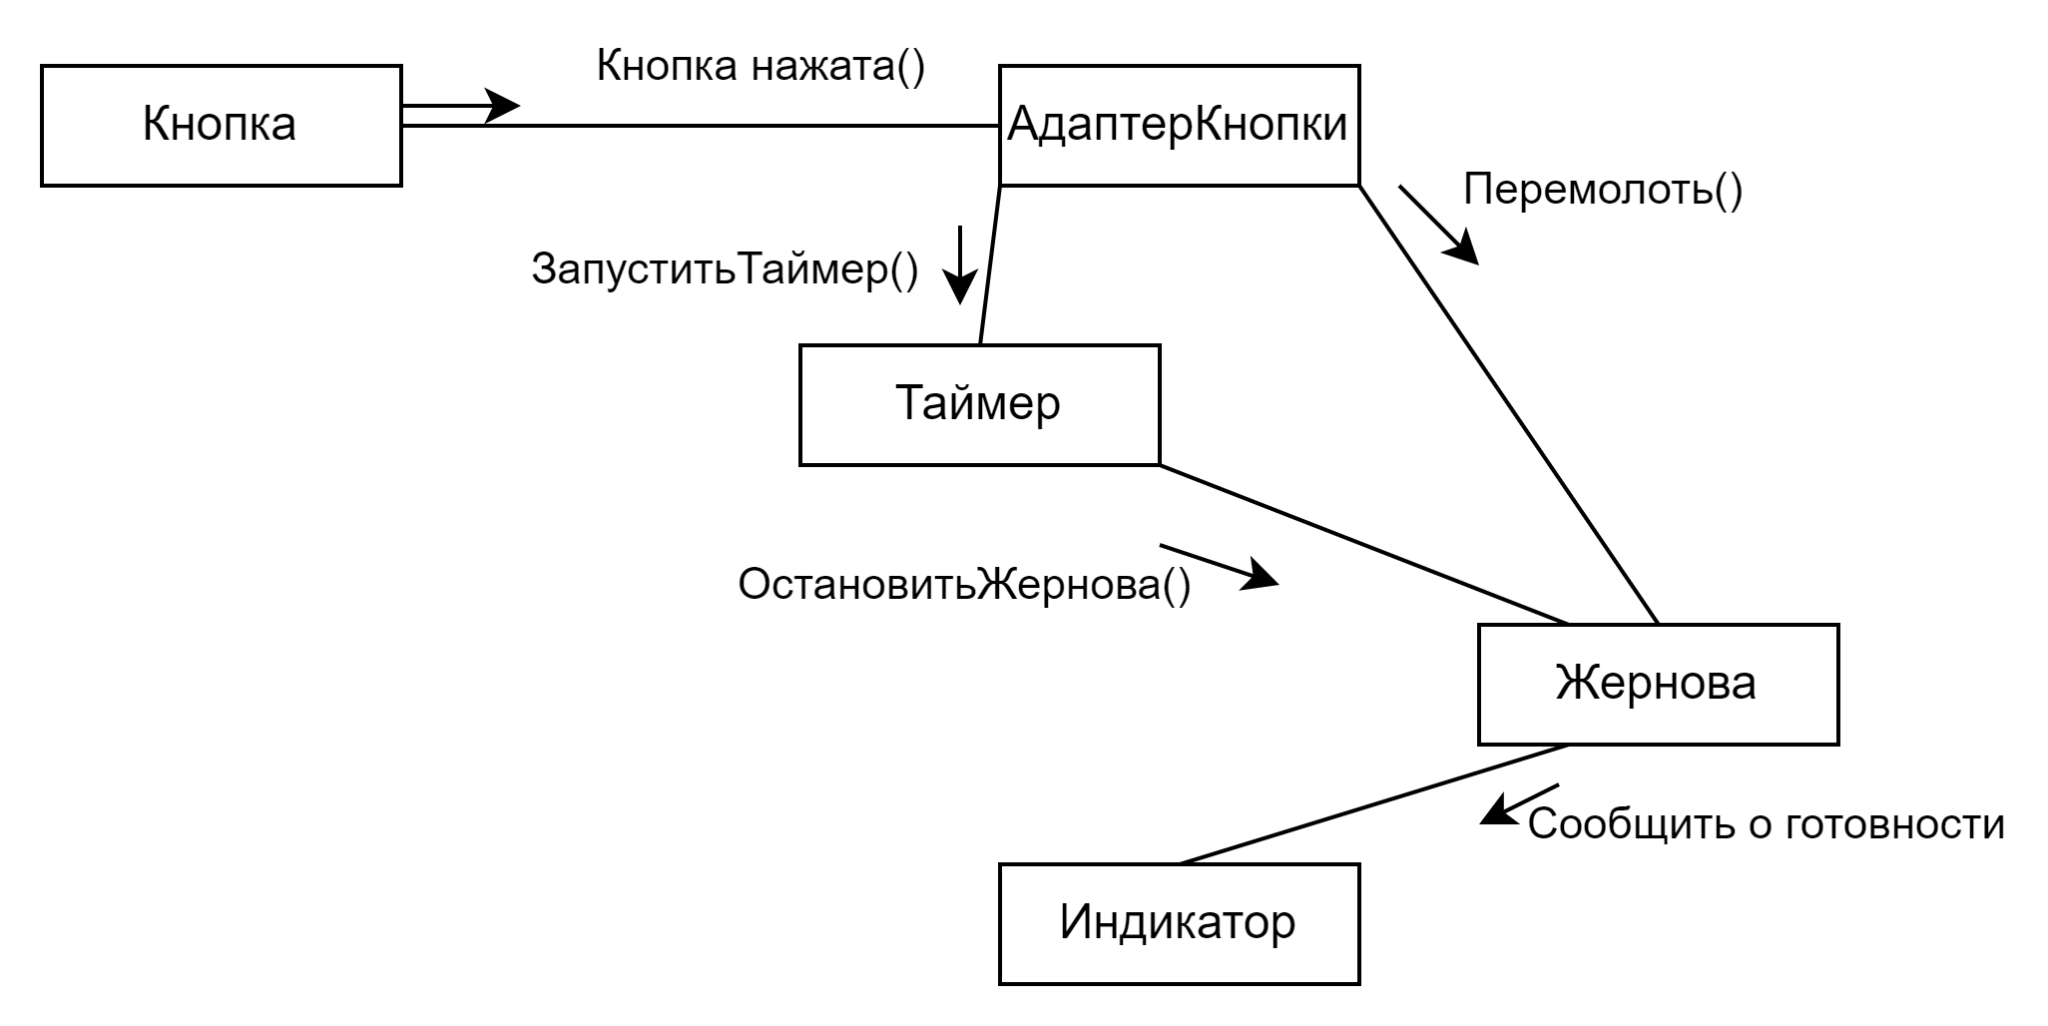 Кнопка нажата()
Кнопка
АдаптерКнопки
Перемолоть()
ЗапуститьТаймер()
Таймер
ОстановитьЖернова()
Жернова
Сообщить о готовности
Индикатор